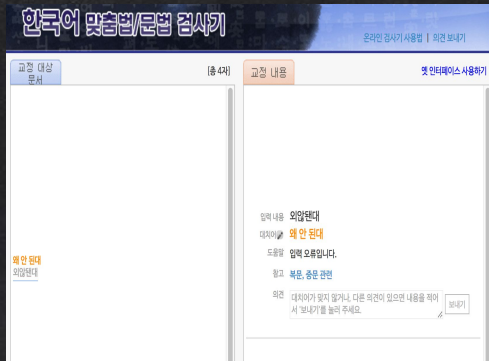 한국어 맞춤법/문법 검사기
온라인 검사기 사용법 | 의견 보내기
교정 대상
문서
[총 4자]
교정 내용
옛 인터페이스 사용하기
왜 안 된대
외않됀대
입력 내용 외않됀대
대치어 왜 안 된대
도움말 입력 오류입니다.
참고 복문, 중문 관련
의견 대치어가 맞지 않거나, 다른 의견이 있으면 내용을 적어
서 '보내기'를 눌러 주세요.
보내기